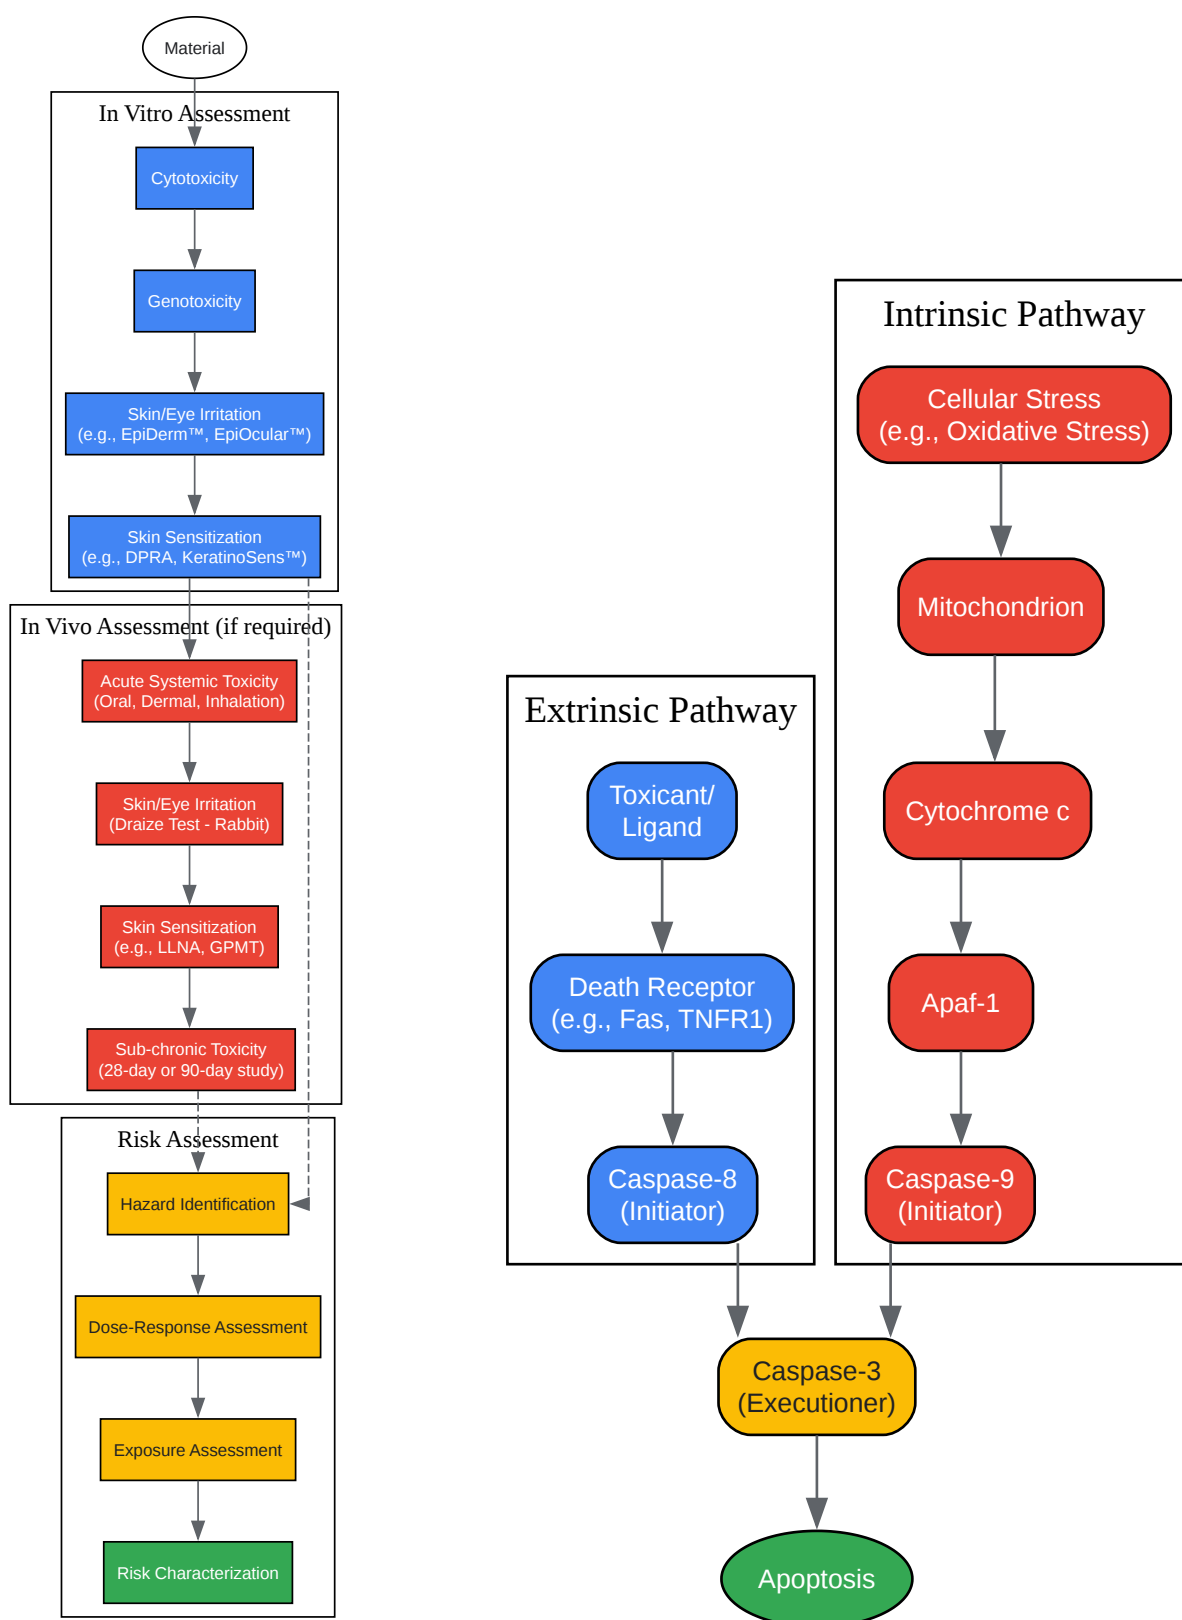 Material
In Vitro Assessment
Cytotoxicity
Genotoxicity
Skin/Eye Irritation
(e.g., EpiDerm™, EpiOcular™)
Skin Sensitization
(e.g., DPRA, KeratinoSens™)
In Vivo Assessment (if required)
Acute Systemic Toxicity
(Oral, Dermal, Inhalation)
Skin/Eye Irritation
(Draize Test - Rabbit)
Skin Sensitization
(e.g., LLNA, GPMT)
Sub-chronic Toxicity
(28-day or 90-day study)
Risk Assessment
Hazard Identification
Dose-Response Assessment
Exposure Assessment
Risk Characterization
Extrinsic Pathway
Toxicant/
Ligand
Death Receptor
(e.g., Fas, TNFR1)
Caspase-8
(Initiator)
Intrinsic Pathway
Cellular Stress
(e.g., Oxidative Stress)
Mitochondrion
Cytochrome c
Apaf-1
Caspase-9
(Initiator)
Caspase-3
(Executioner)
Apoptosis